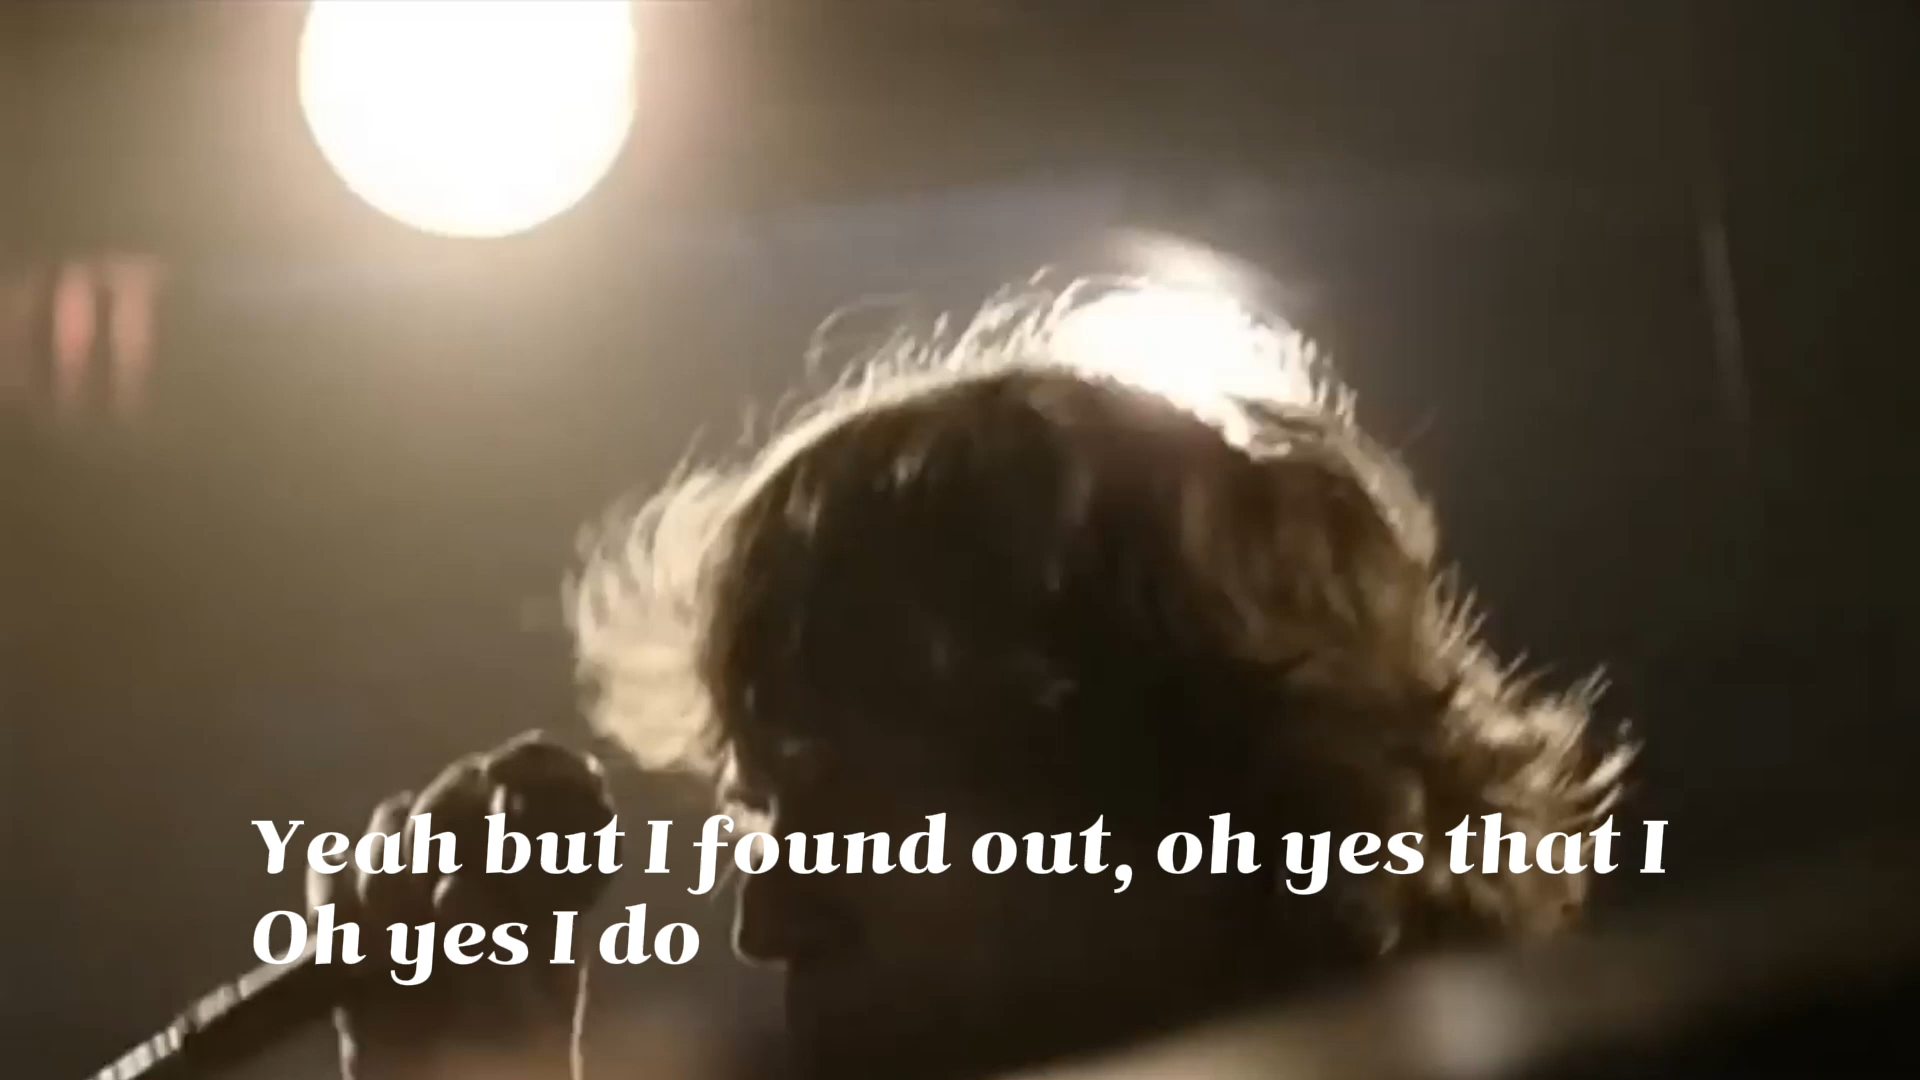 Yeah but I found out, oh yes that I
Oh yes I do